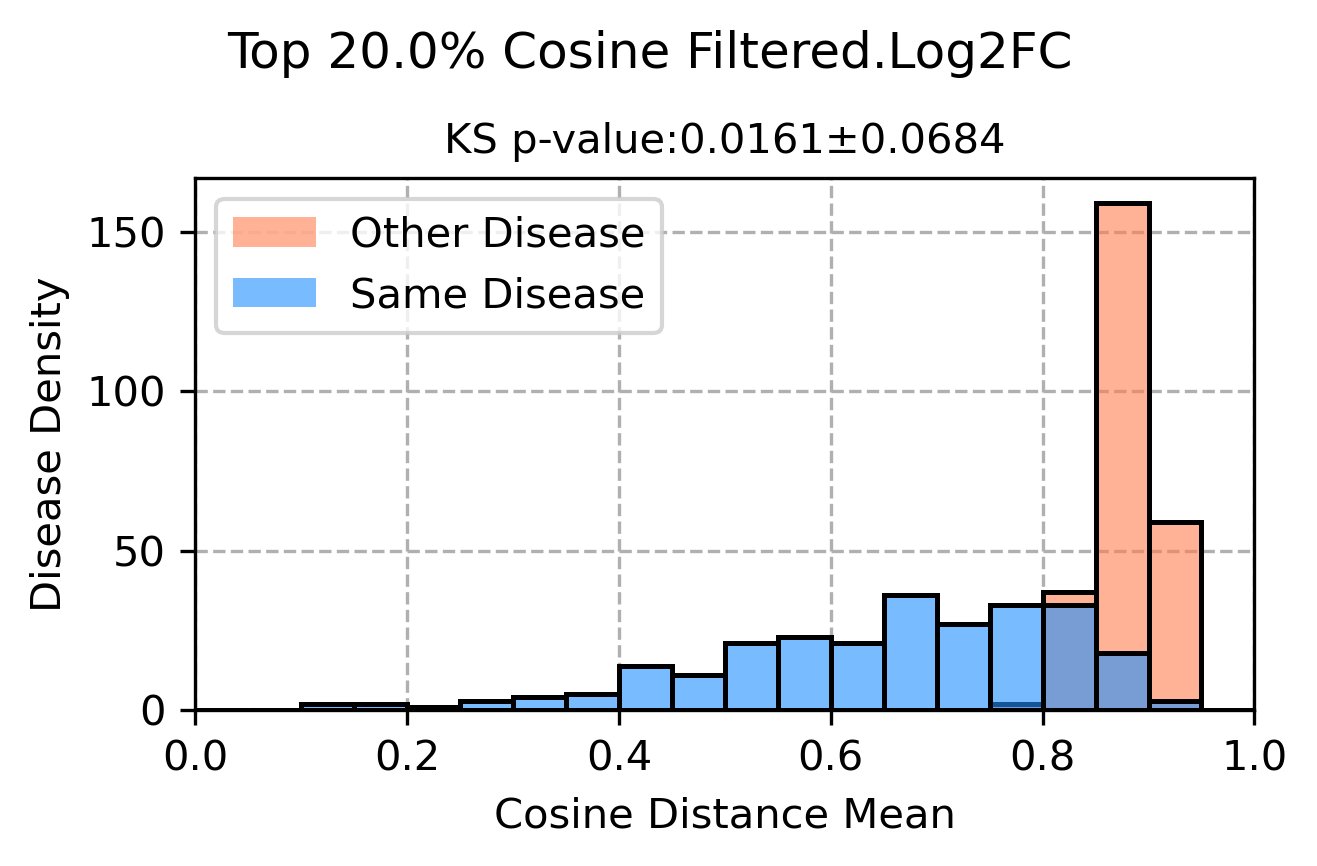 Top 20.0% Cosine Filtered.Log2FC
KS p-value:0.0161±0.0684
Other Disease
Same Disease
Disease Density
150
100
50
0
0.0 0.2 0.4 0.6 0.8 1.0
Cosine Distance Mean